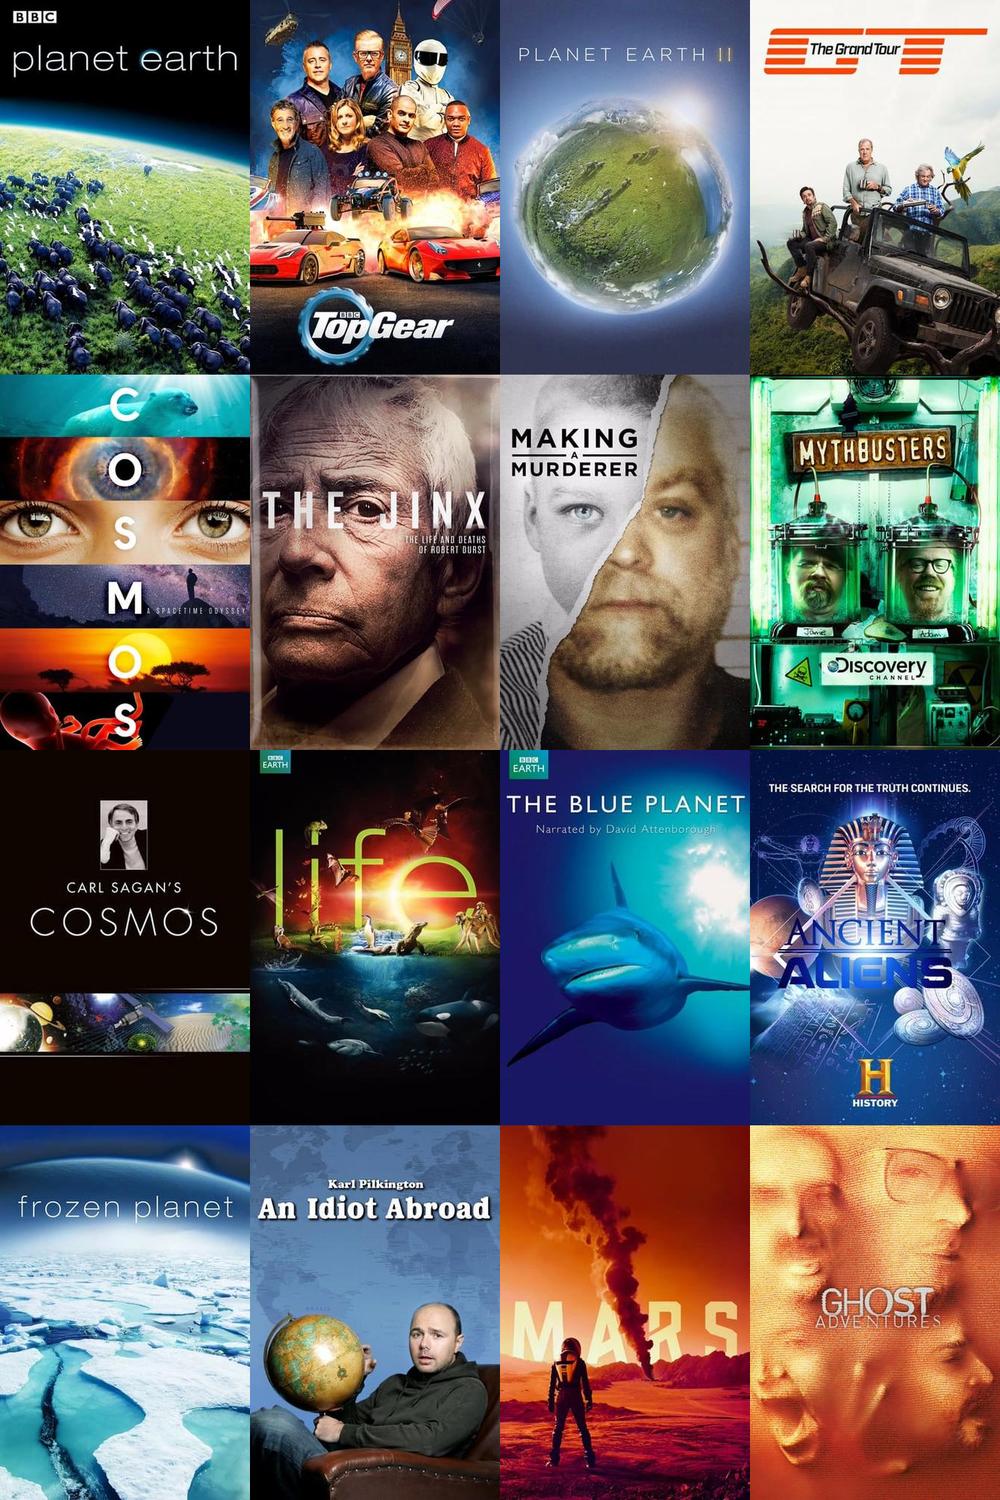 BBC
planet earth
BBC
TopGear
PLANET EARTH II
GT
The Grand Tour
COSMOS
A SPACETIME ODYSSEY
THE JINX
THE LIFE AND DEATHS
OF ROBERT DURST
MAKING
A
MURDERER
MYTHBUSTERS
Jamie
Adam
Discovery
CHANNEL
CARL SAGAN'S
COSMOS
BBC
EARTH
life
BBC
EARTH
THE BLUE PLANET
Narrated by David Attenborough
THE SEARCH FOR THE TRUTH CONTINUES.
ANCIENT
ALIENS
H
HISTORY
frozen planet
Karl Pilkington
An Idiot Abroad
MARS
GHOST
ADVENTURES